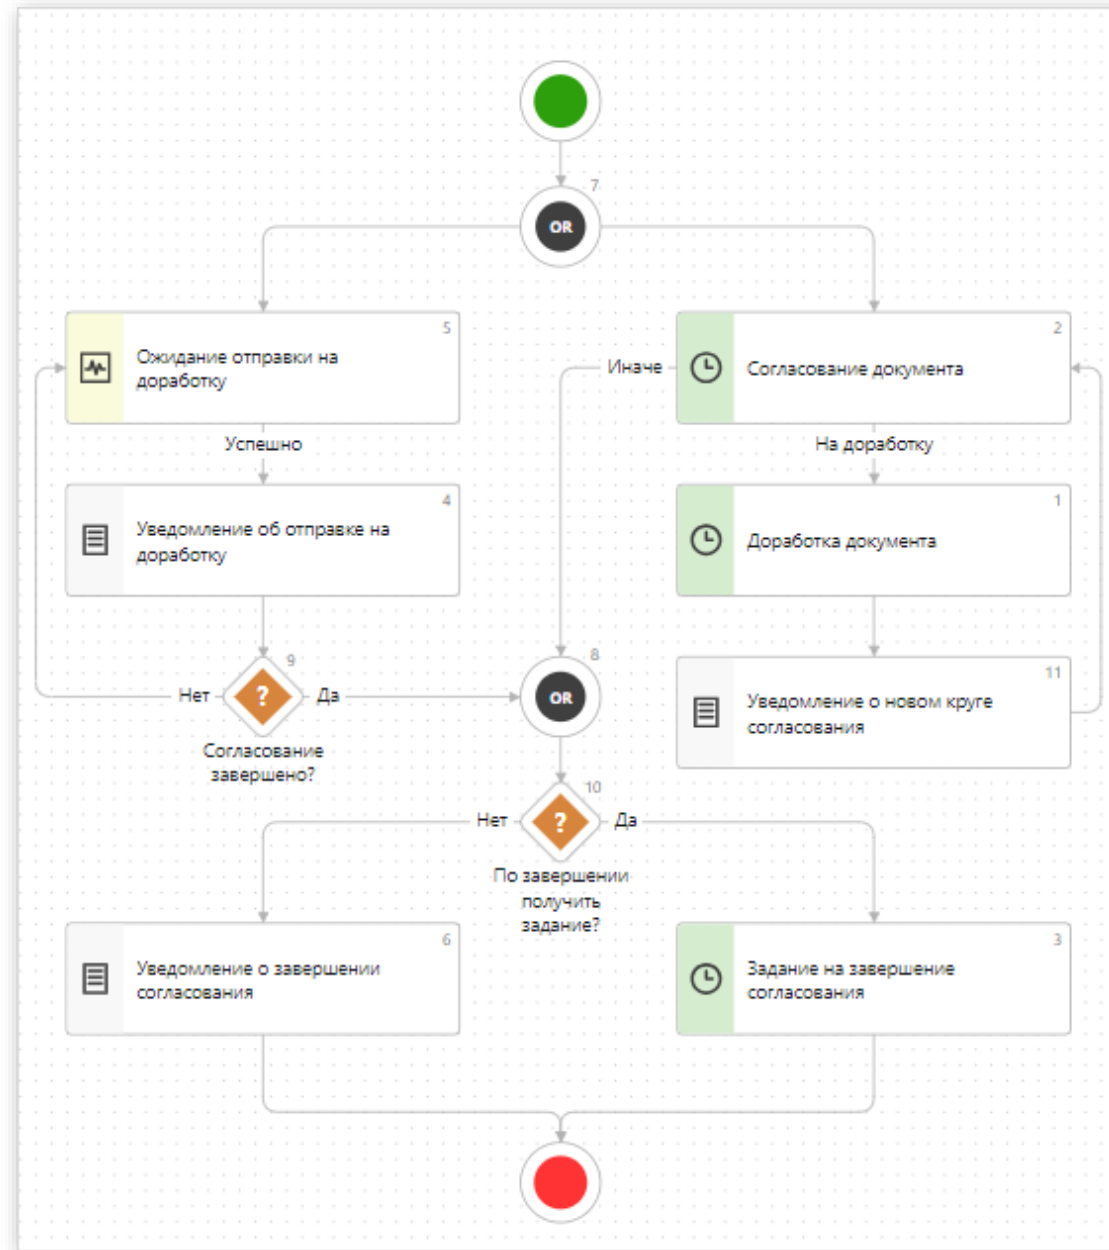 7
OR
5
Ожидание отправки на
доработку
2
Согласование документа
Иначе
Успешно
На доработку
4
Уведомление об отправке на
доработку
1
Доработка документа
9
?
Нет
Да
Согласование
завершено?
8
OR
11
Уведомление о новом круге
согласования
10
?
Нет
Да
По завершении
получить
задание?
6
Уведомление о завершении
согласования
3
Задание на завершение
согласования